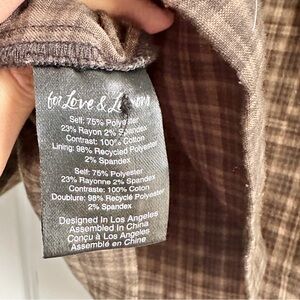 for Love & Lemons
Self: 75% Polyester
23% Rayon 2% Spandex
Contrast: 100% Cotton
Lining: 98% Recycled Polyester
2% Spandex
Self: 75% Polyester
23% Rayonne 2% Spandex
Contraste: 100% Coton
Doublure: 98% Recyclé Polyester
2% Spandex
Designed In Los Angeles
Assembled In China
Conçu à Los Angeles
Assemblé en Chine